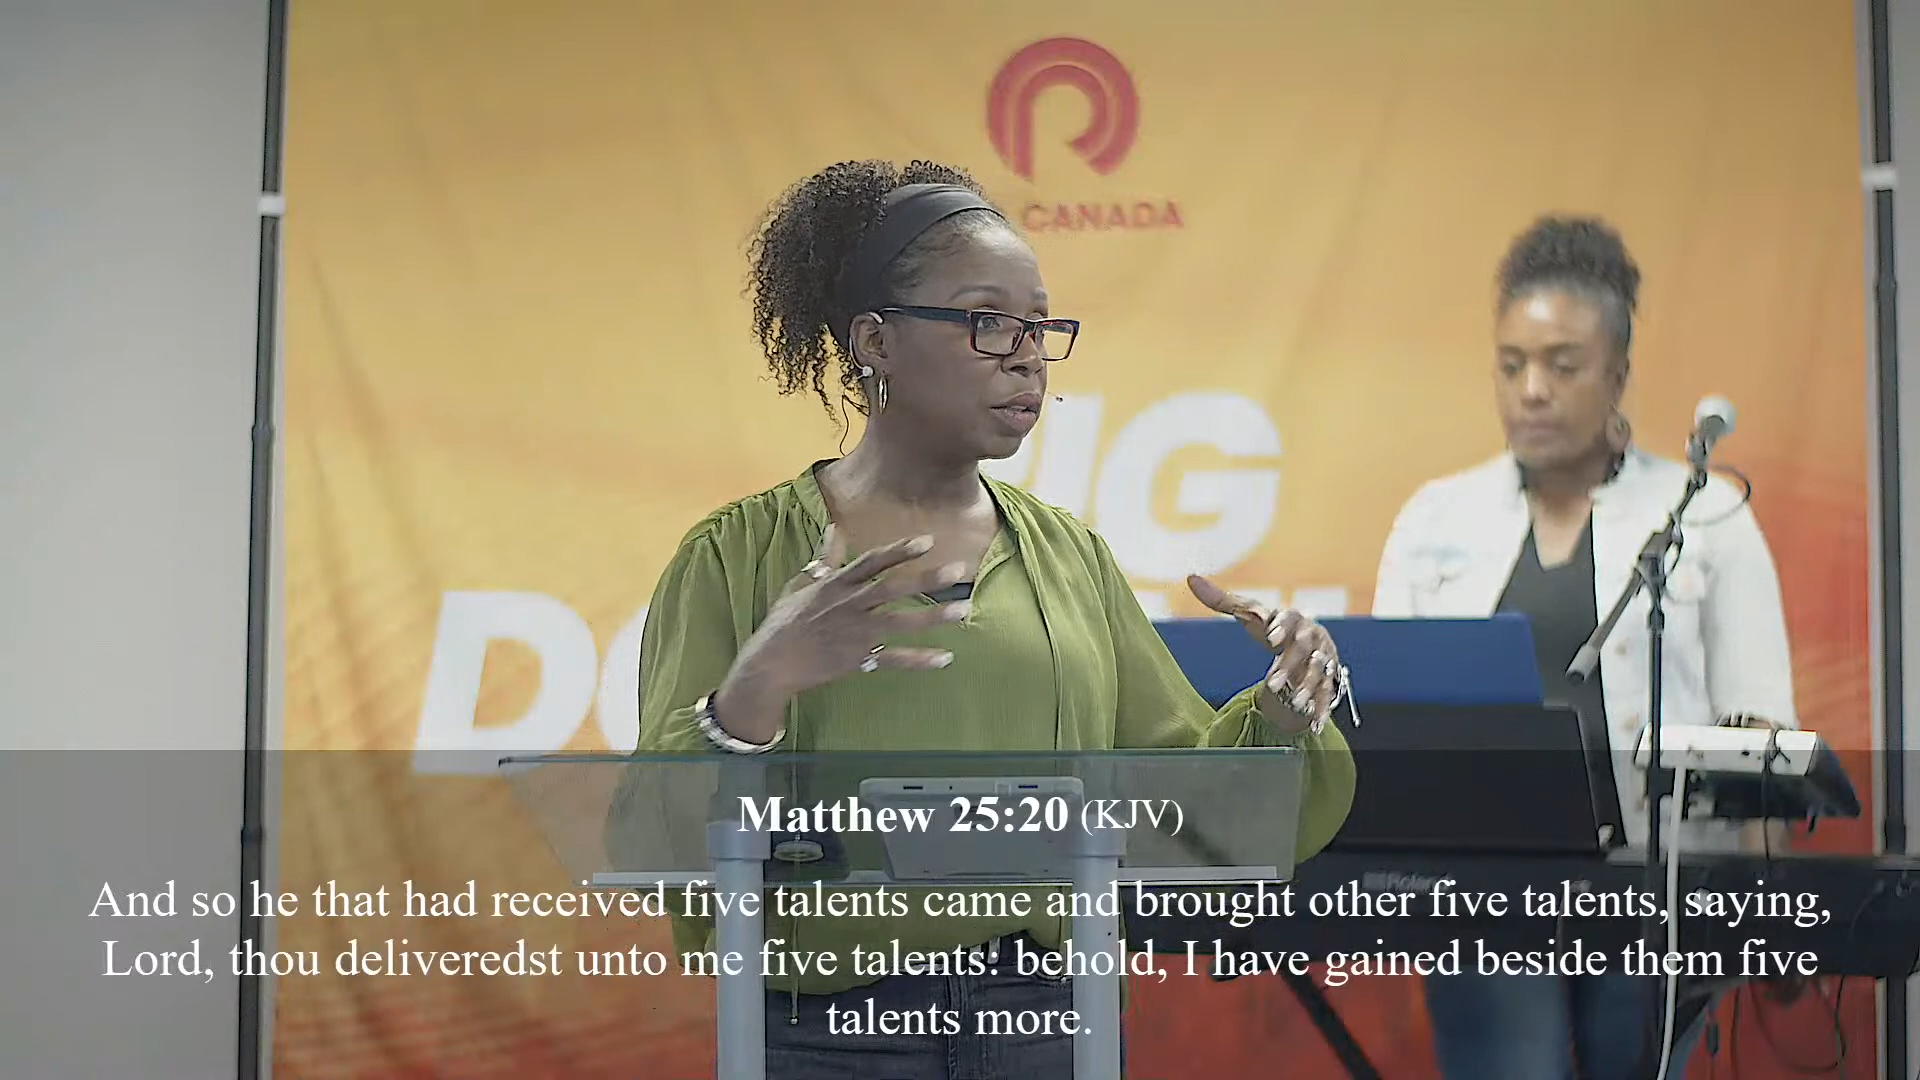 CANADA
Matthew 25:20 (KJV)
And so he that had received five talents came and brought other five talents, saying,
Lord, thou deliveredst unto me five talents: behold, I have gained beside them five
talents more.
Roland